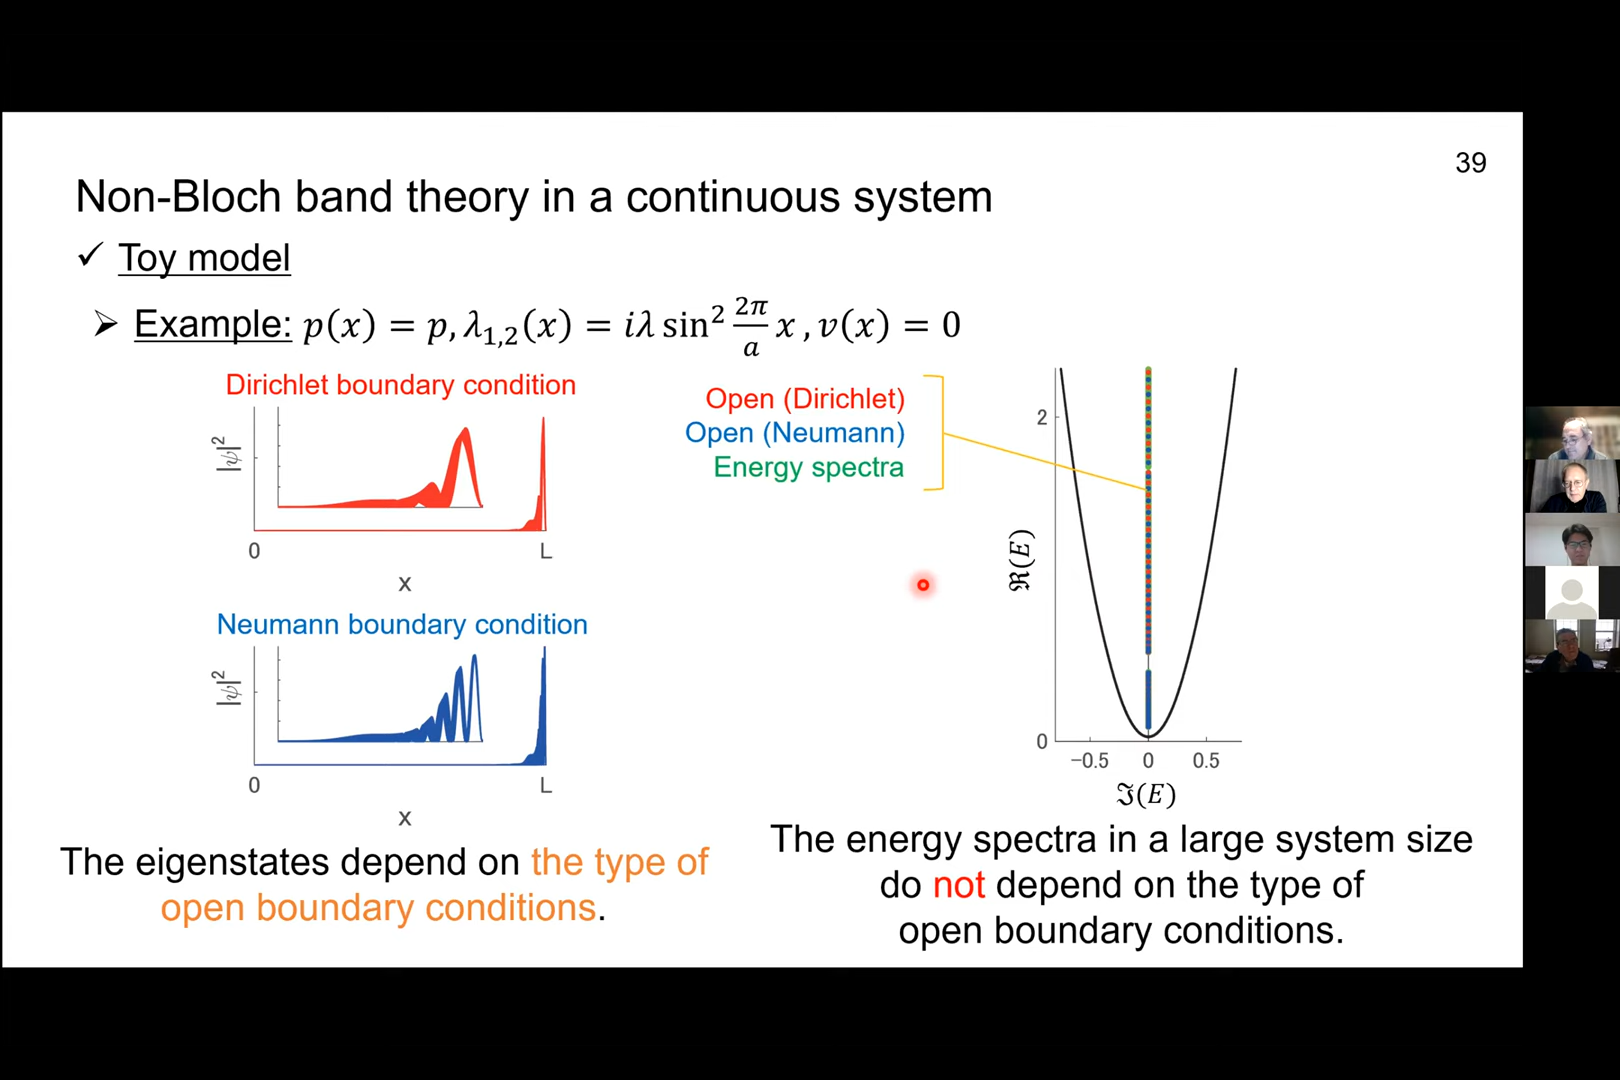 39
Non-Bloch band theory in a continuous system
✓ Toy model
➢ Example: p(x) = p, λ₁,₂(x) = iλ sin² 2π/a x , v(x) = 0
Dirichlet boundary condition
|ψ|²
0 L
x
Neumann boundary condition
|ψ|²
0 L
x
The eigenstates depend on the type of
open boundary conditions.
Open (Dirichlet)
Open (Neumann)
Energy spectra
2
ℜ(E)
0
−0.5 0 0.5
ℑ(E)
The energy spectra in a large system size
do not depend on the type of
open boundary conditions.